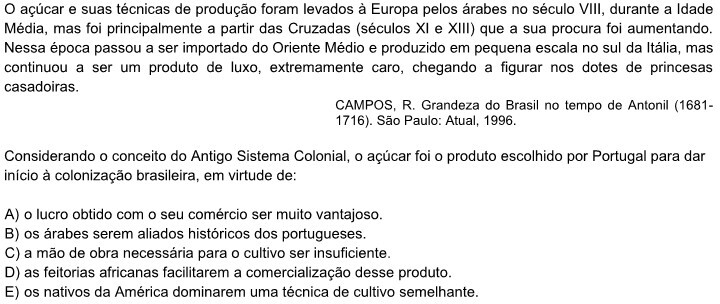 O açúcar e suas técnicas de produção foram levados à Europa pelos árabes no século VIII, durante a Idade
Média, mas foi principalmente a partir das Cruzadas (séculos XI e XIII) que a sua procura foi aumentando.
Nessa época passou a ser importado do Oriente Médio e produzido em pequena escala no sul da Itália, mas
continuou a ser um produto de luxo, extremamente caro, chegando a figurar nos dotes de princesas
casadoiras.
CAMPOS, R. Grandeza do Brasil no tempo de Antonil (1681-
1716). São Paulo: Atual, 1996.
Considerando o conceito do Antigo Sistema Colonial, o açúcar foi o produto escolhido por Portugal para dar
início à colonização brasileira, em virtude de:
A) o lucro obtido com o seu comércio ser muito vantajoso.
B) os árabes serem aliados históricos dos portugueses.
C) a mão de obra necessária para o cultivo ser insuficiente.
D) as feitorias africanas facilitarem a comercialização desse produto.
E) os nativos da América dominarem uma técnica de cultivo semelhante.